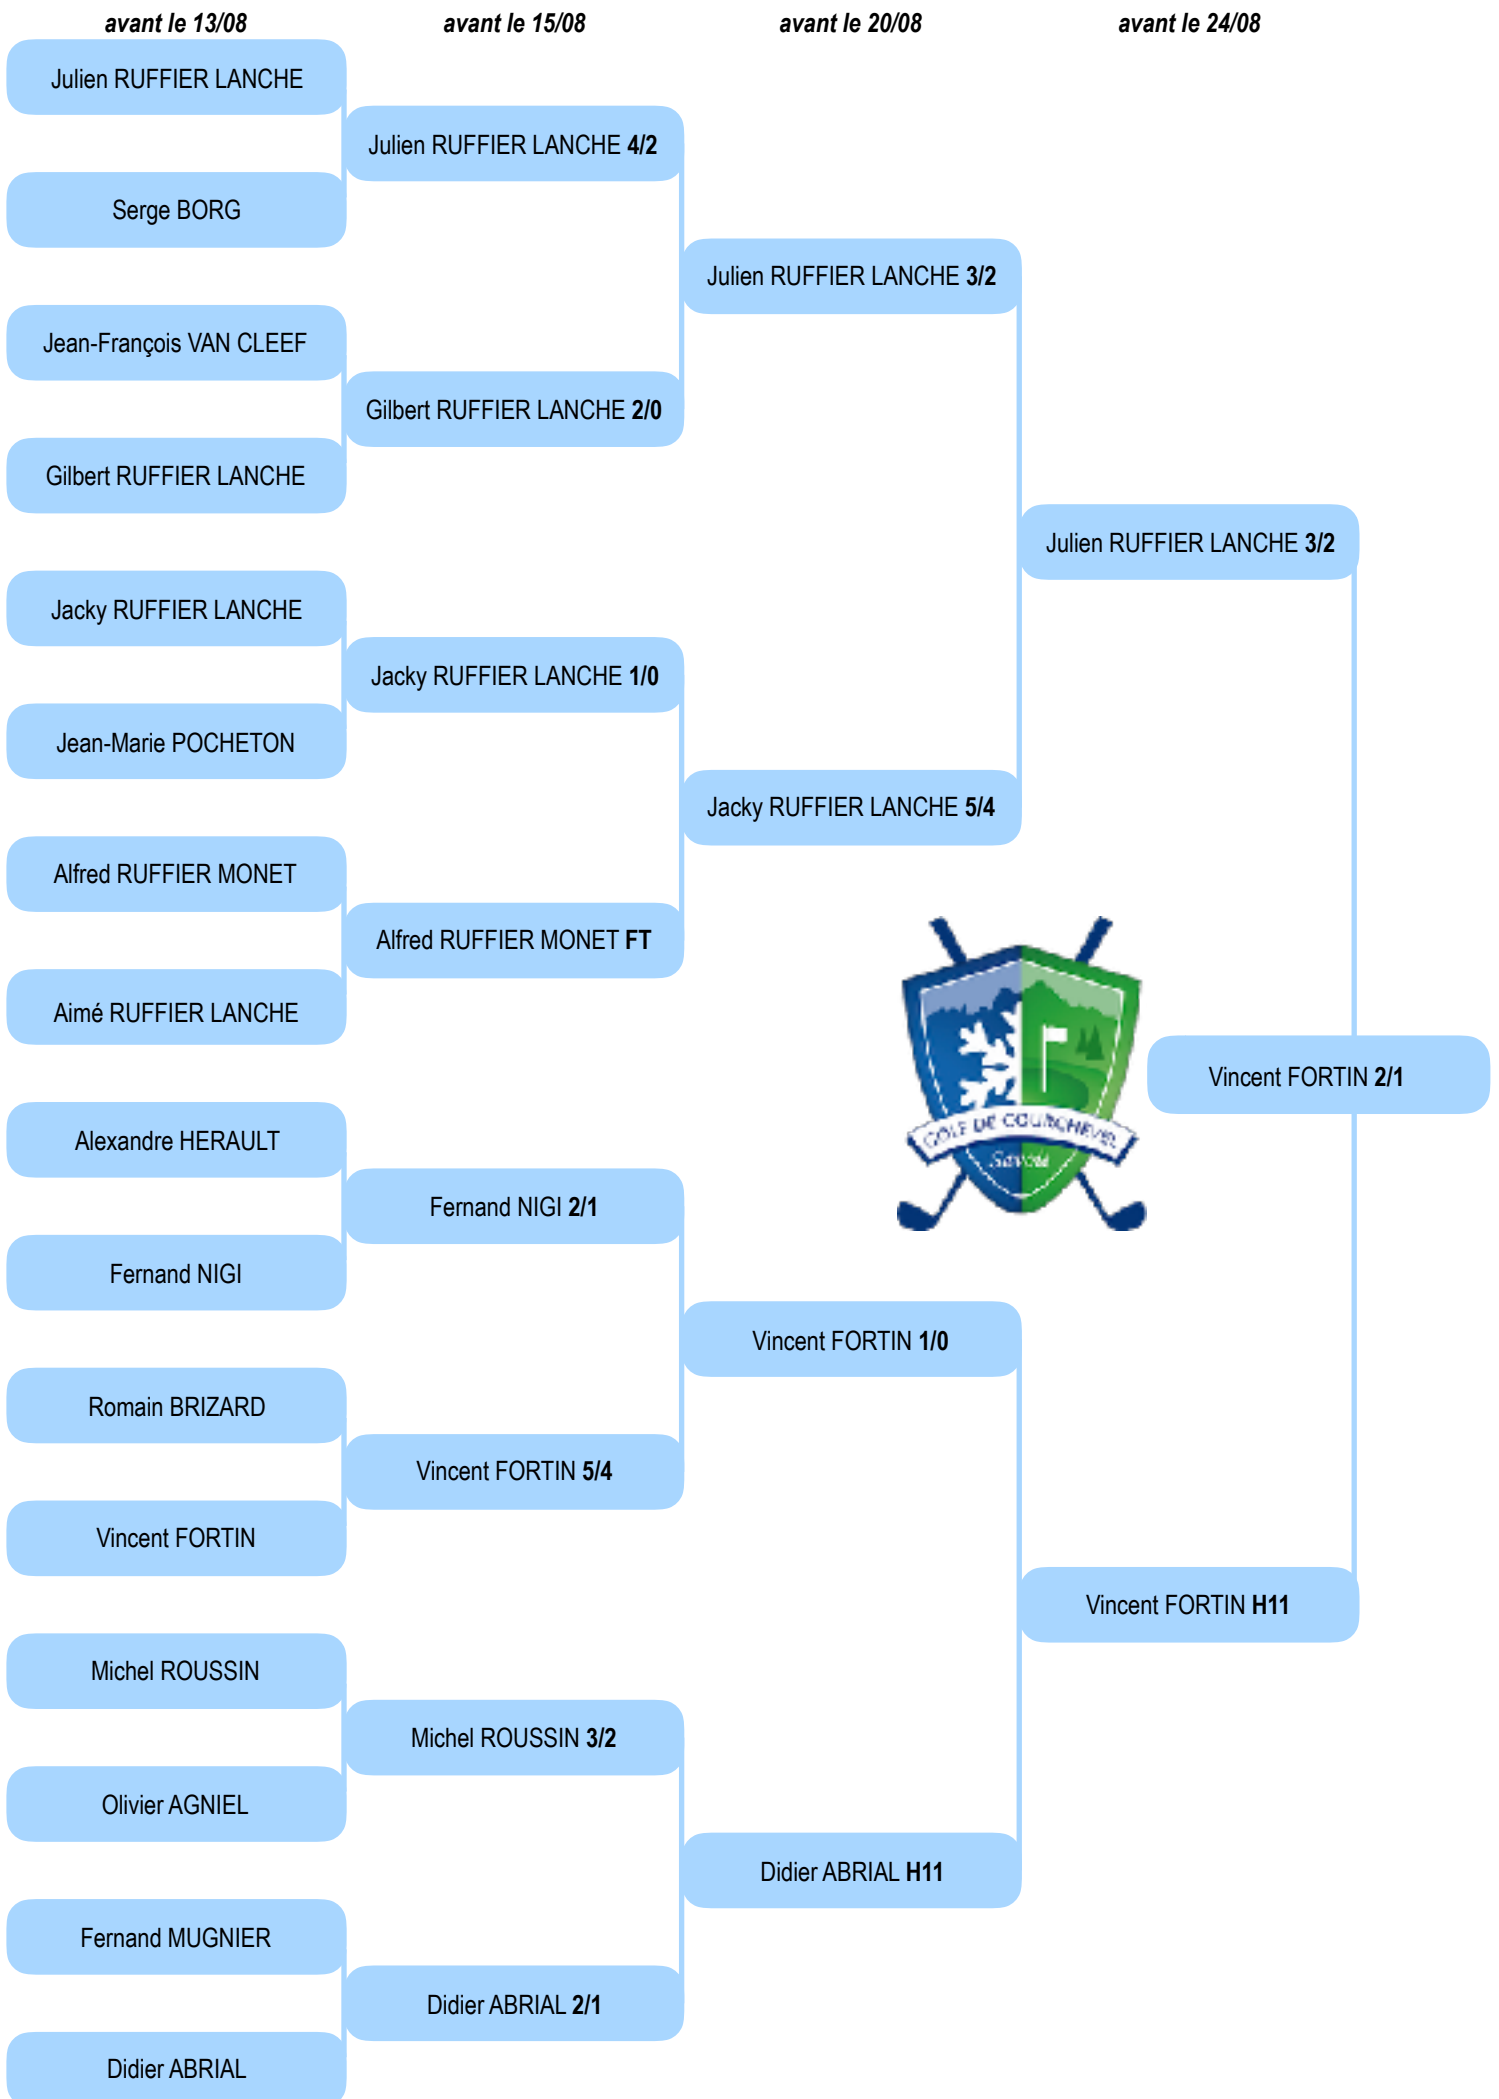 avant le 13/08
avant le 15/08
avant le 20/08
avant le 24/08
Julien RUFFIER LANCHE
Julien RUFFIER LANCHE 4/2
Serge BORG
Julien RUFFIER LANCHE 3/2
Jean-François VAN CLEEF
Gilbert RUFFIER LANCHE 2/0
Gilbert RUFFIER LANCHE
Julien RUFFIER LANCHE 3/2
Jacky RUFFIER LANCHE
Jacky RUFFIER LANCHE 1/0
Jean-Marie POCHETON
Jacky RUFFIER LANCHE 5/4
Alfred RUFFIER MONET
Alfred RUFFIER MONET FT
Aimé RUFFIER LANCHE
Vincent FORTIN 2/1
GOLF DE COURCHEVEL
Savoie
Alexandre HERAULT
Fernand NIGI 2/1
Fernand NIGI
Vincent FORTIN 1/0
Romain BRIZARD
Vincent FORTIN 5/4
Vincent FORTIN
Vincent FORTIN H11
Michel ROUSSIN
Michel ROUSSIN 3/2
Olivier AGNIEL
Didier ABRIAL H11
Fernand MUGNIER
Didier ABRIAL 2/1
Didier ABRIAL